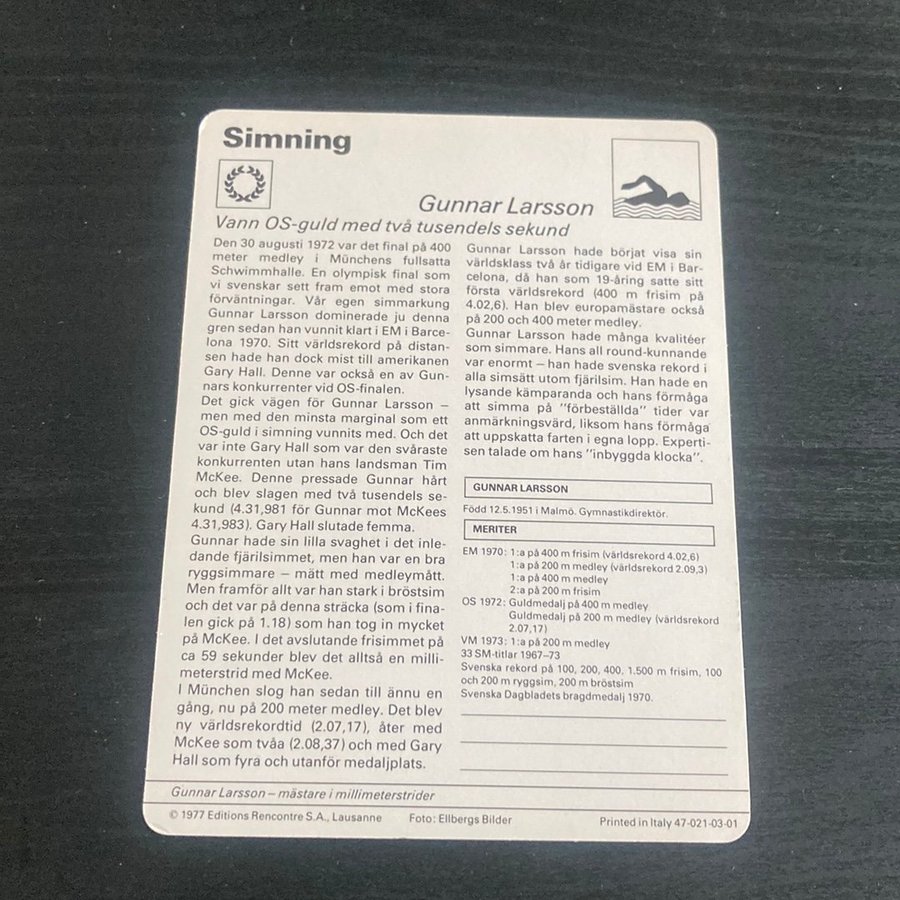 Simning
Gunnar Larsson
Vann OS-guld med två tusendels sekund
Den 30 augusti 1972 var det final på 400
meter medley i Münchens fullsatta
Schwimmhalle. En olympisk final som
vi svenskar sett fram emot med stora
förväntningar. Vår egen simmarkung
Gunnar Larsson dominerade ju denna
gren sedan han vunnit klart i EM i Barce-
lona 1970. Sitt världsrekord på distan-
sen hade han dock mist till amerikanen
Gary Hall. Denne var också en av Gun-
nars konkurrenter vid OS-finalen.
Det gick vägen för Gunnar Larsson –
men med den minsta marginal som ett
OS-guld i simning vunnits med. Och det
var inte Gary Hall som var den svåraste
konkurrenten utan hans landsman Tim
McKee. Denne pressade Gunnar hårt
och blev slagen med två tusendels se-
kund (4.31,981 för Gunnar mot McKees
4.31,983). Gary Hall slutade femma.
Gunnar hade sin lilla svaghet i det inle-
dande fjärilsimmet, men han var en bra
ryggsimmare – mätt med medleymått.
Men framför allt var han stark i bröstsim
och det var på denna sträcka (som i fina-
len gick på 1.18) som han tog in mycket
på McKee. I det avslutande frisimmet på
ca 59 sekunder blev det alltså en milli-
meterstrid med McKee.
I München slog han sedan till ännu en
gång, nu på 200 meter medley. Det blev
ny världsrekordtid (2.07,17), åter med
McKee som tvåa (2.08,37) och med Gary
Hall som fyra och utanför medaljplats.
Gunnar Larsson hade börjat visa sin
världsklass två år tidigare vid EM i Bar-
celona, då han som 19-åring satte sitt
första världsrekord (400 m frisim på
4.02,6). Han blev europamästare också
på 200 och 400 meter medley.
Gunnar Larsson hade många kvalitéer
som simmare. Hans all round-kunnande
var enormt – han hade svenska rekord i
alla simsätt utom fjärilsim. Han hade en
lysande kämparanda och hans förmåga
att simma på "förbeställda" tider var
anmärkningsvärd, liksom hans förmåga
att uppskatta farten i egna lopp. Experti-
sen talade om hans "inbyggda klocka".
GUNNAR LARSSON
Född 12.5.1951 i Malmö. Gymnastikdirektör.
MERITER
EM 1970: 1:a på 400 m frisim (världsrekord 4.02,6)
1:a på 200 m medley (världsrekord 2.09,3)
1:a på 400 m medley
2:a på 200 m frisim
OS 1972: Guldmedalj på 400 m medley
Guldmedalj på 200 m medley (världsrekord
2.07,17)
VM 1973: 1:a på 200 m medley
33 SM-titlar 1967–73
Svenska rekord på 100, 200, 400, 1.500 m frisim, 100
och 200 m ryggsim, 200 m bröstsim
Svenska Dagbladets bragdmedalj 1970.
Gunnar Larsson – mästare i millimeterstrider
© 1977 Editions Rencontre S.A., Lausanne Foto: Ellbergs Bilder Printed in Italy 47-021-03-01